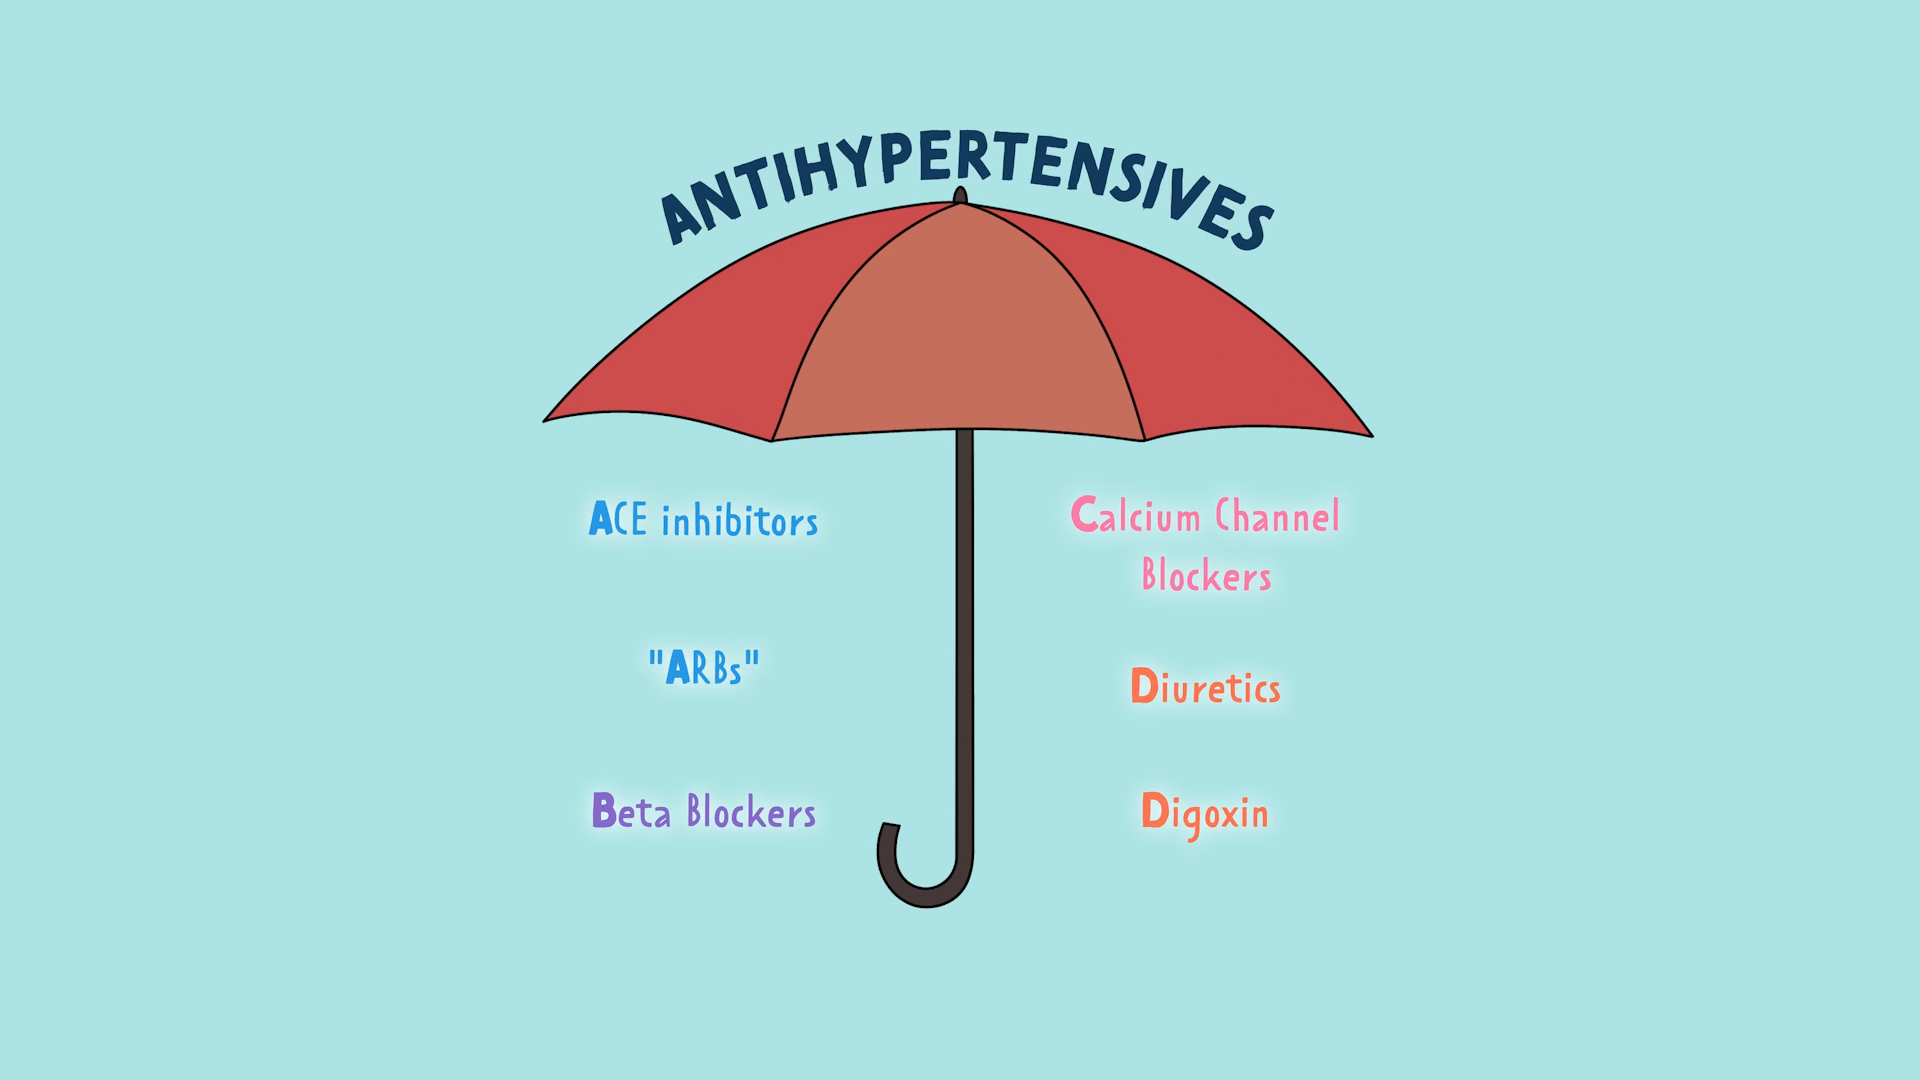 ANTIHYPERTENSIVES
ACE inhibitors
"ARBs"
Beta Blockers
Calcium Channel
Blockers
Diuretics
Digoxin